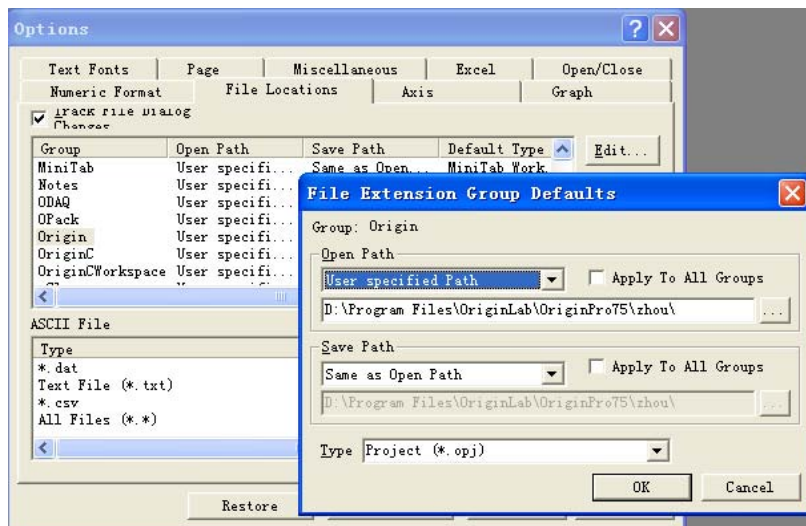 Options
Text Fonts Page Miscellaneous Excel Open/Close
Numeric Format File Locations Axis Graph
Track File Dialog
Changes
Group Open Path Save Path Default Type Edit...
MiniTab User specifi... Same as Open... MiniTab Work.
Notes User specifi...
ODAQ User specifi...
OPack User specifi...
Origin User specifi...
OriginC User specifi...
OriginCWorkspace User specifi...
ASCII File
Type
*.dat
Text File (*.txt)
*.csv
All Files (*.*)
Restore
File Extension Group Defaults
Group: Origin
Open Path
User specified Path Apply To All Groups
D:\Program Files\OriginLab\OriginPro75\zhou\ ...
Save Path
Same as Open Path Apply To All Groups
D:\Program Files\OriginLab\OriginPro75\zhou\ ...
Type Project (*.opj)
OK Cancel